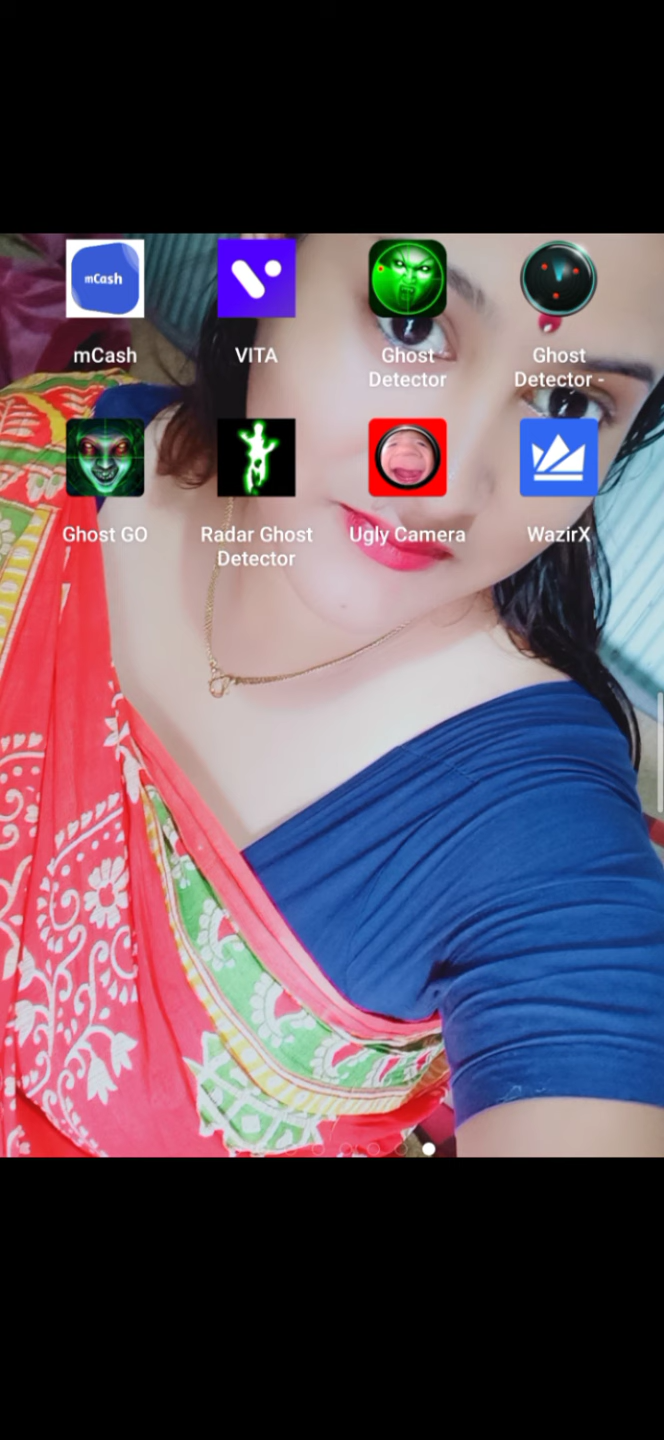 mCash
mCash
VITA
Ghost
Detector
Ghost
Detector -
Ghost GO
Radar Ghost
Detector
Ugly Camera
WazirX